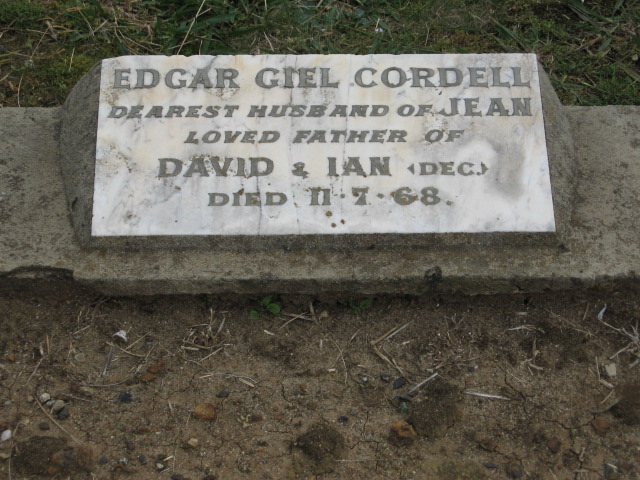 EDGAR GIEL CORDELL
DEAREST HUSBAND OF JEAN
LOVED FATHER OF
DAVID & IAN (DEC.)
DIED 11·7·68.